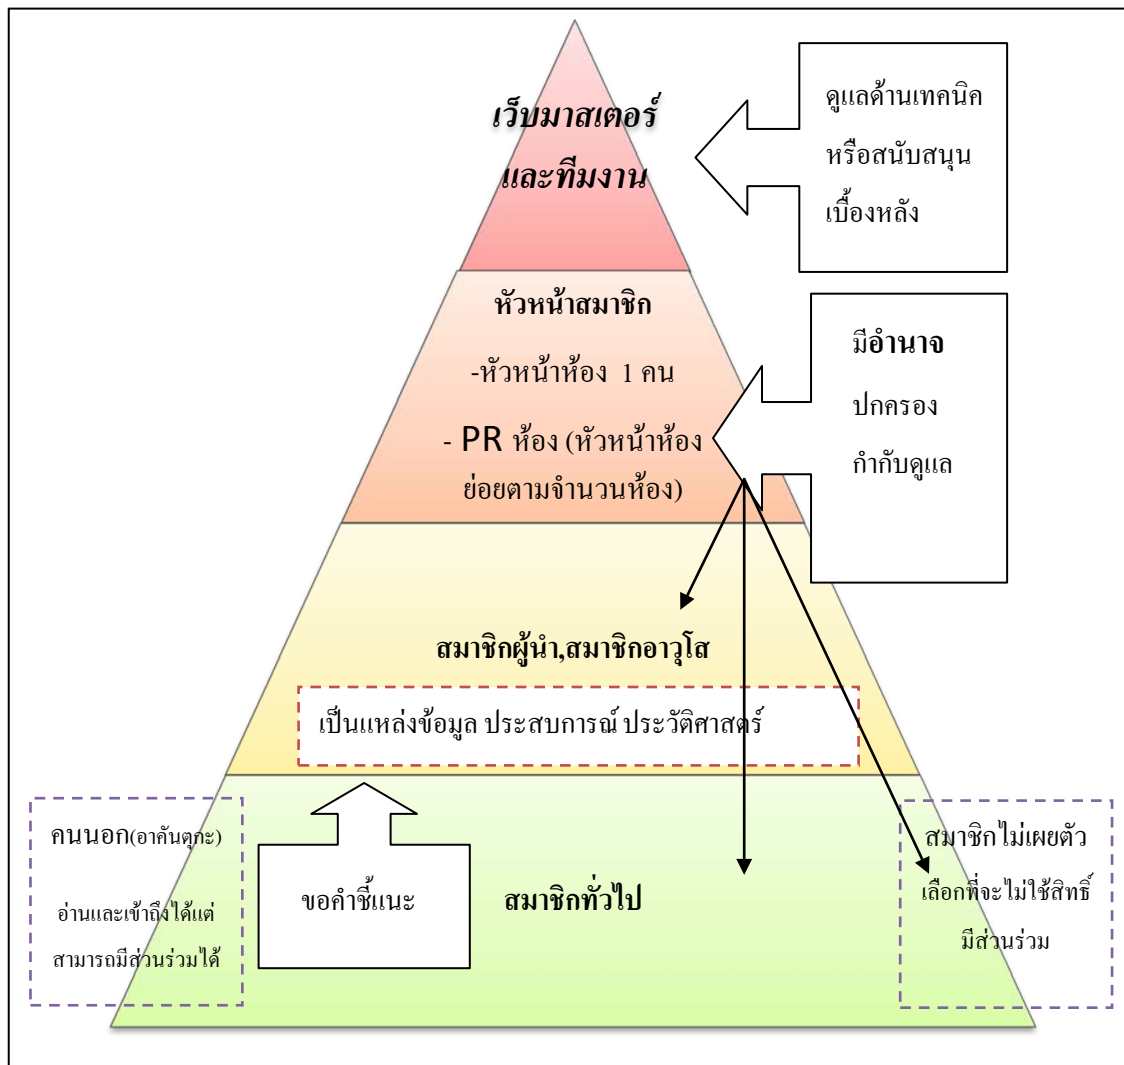 เว็บมาสเตอร์
และทีมงาน
ดูแลด้านเทคนิค
หรือสนับสนุน
เบื้องหลัง
หัวหน้าสมาชิก
-หัวหน้าห้อง 1 คน
- PR ห้อง (หัวหน้าห้อง
ย่อยตามจำนวนห้อง)
มีอำนาจ
ปกครอง
กำกับดูแล
สมาชิกผู้นำ,สมาชิกอาวุโส
เป็นแหล่งข้อมูล ประสบการณ์ ประวัติศาสตร์
คนนอก(อาคันตุกะ)
อ่านและเข้าถึงได้แต่
สามารถมีส่วนร่วมได้
ขอคำชี้แนะ
สมาชิกทั่วไป
สมาชิกไม่เผยตัว
เลือกที่จะไม่ใช้สิทธิ์
มีส่วนร่วม